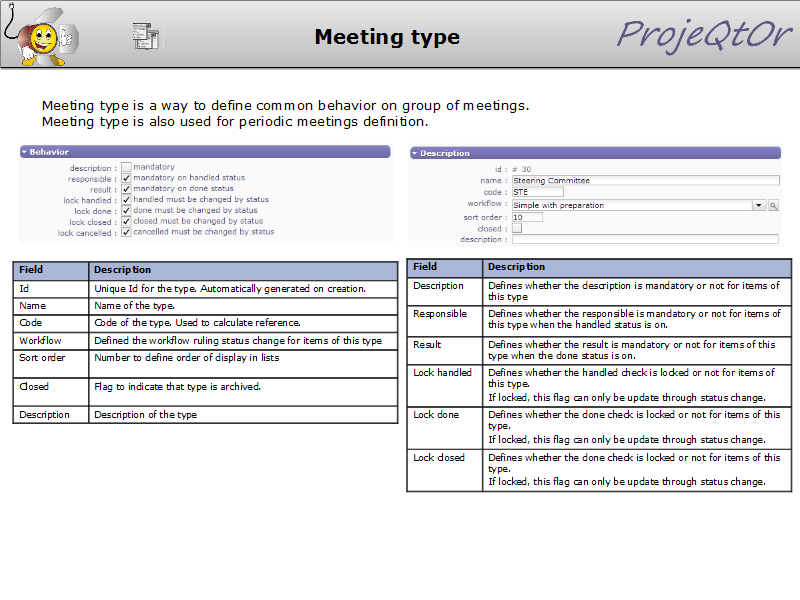 Meeting type
ProjeQtOr
Meeting type is a way to define common behavior on group of meetings.
Meeting type is also used for periodic meetings definition.
Behavior
description : mandatory
responsible : mandatory on handled status
result : mandatory on done status
lock handled : handled must be changed by status
lock done : done must be changed by status
lock closed : closed must be changed by status
lock cancelled : cancelled must be changed by status
Description
id : # 30
name : Steering Committee
code : STE
workflow : Simple with preparation
sort order : 10
closed :
description :
Field Description
Id Unique Id for the type. Automatically generated on creation.
Name Name of the type.
Code Code of the type. Used to calculate reference.
Workflow Defined the workflow ruling status change for items of this type
Sort order Number to define order of display in lists
Closed Flag to indicate that type is archived.
Description Description of the type
Field Description
Description Defines whether the description is mandatory or not for items of
this type
Responsible Defines whether the responsible is mandatory or not for items of
this type when the handled status is on.
Result Defines whether the result is mandatory or not for items of this
type when the done status is on.
Lock handled Defines whether the handled check is locked or not for items of
this type.
If locked, this flag can only be update through status change.
Lock done Defines whether the done check is locked or not for items of this
type.
If locked, this flag can only be update through status change.
Lock closed Defines whether the done check is locked or not for items of this
type.
If locked, this flag can only be update through status change.